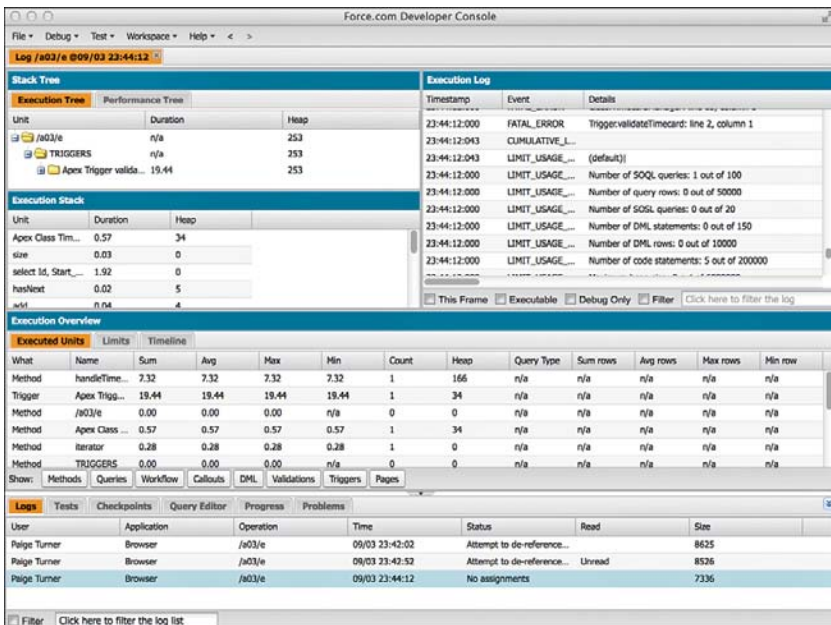 Force.com Developer Console
File Debug Test Workspace Help < >
Log /a03/e @09/03 23:44:12
Stack Tree
Execution Tree Performance Tree
Unit Duration Heap
/a03/e n/a 253
TRIGGERS n/a 253
Apex Trigger valida... 19.44 253
Execution Stack
Unit Duration Heap
Apex Class Tim... 0.57 34
size 0.03 0
select Id, Start_... 1.92 0
hasNext 0.02 5
add 0.04 4
Execution Log
Timestamp Event Details
23:44:12:000 FATAL_ERROR Trigger.validateTimecard: line 2, column 1
23:44:12:043 CUMULATIVE_L...
23:44:12:043 LIMIT_USAGE_... (default)|
23:44:12:000 LIMIT_USAGE_... Number of SOQL queries: 1 out of 100
23:44:12:000 LIMIT_USAGE_... Number of query rows: 0 out of 50000
23:44:12:000 LIMIT_USAGE_... Number of SOSL queries: 0 out of 20
23:44:12:000 LIMIT_USAGE_... Number of DML statements: 0 out of 150
23:44:12:000 LIMIT_USAGE_... Number of DML rows: 0 out of 10000
23:44:12:000 LIMIT_USAGE_... Number of code statements: 5 out of 200000
This Frame Executable Debug Only Filter Click here to filter the log
Execution Overview
Executed Units Limits Timeline
What Name Sum Avg Max Min Count Heap Query Type Sum rows Avg rows Max rows Min row
Method handleTime... 7.32 7.32 7.32 7.32 1 166 n/a n/a n/a n/a n/a
Trigger Apex Trigg... 19.44 19.44 19.44 19.44 1 34 n/a n/a n/a n/a n/a
Method /a03/e 0.00 0.00 0.00 n/a 0 0 n/a n/a n/a n/a n/a
Method Apex Class ... 0.57 0.57 0.57 0.57 1 34 n/a n/a n/a n/a n/a
Method iterator 0.28 0.28 0.28 0.28 1 0 n/a n/a n/a n/a n/a
Method TRIGGERS 0.00 0.00 0.00 n/a 0 0 n/a n/a n/a n/a n/a
Show: Methods Queries Workflow Callouts DML Validations Triggers Pages
Logs Tests Checkpoints Query Editor Progress Problems
User Application Operation Time Status Read Size
Paige Turner Browser /a03/e 09/03 23:42:02 Attempt to de-reference... 8625
Paige Turner Browser /a03/e 09/03 23:42:52 Attempt to de-reference... Unread 8526
Paige Turner Browser /a03/e 09/03 23:44:12 No assignments 7336
Filter Click here to filter the log list